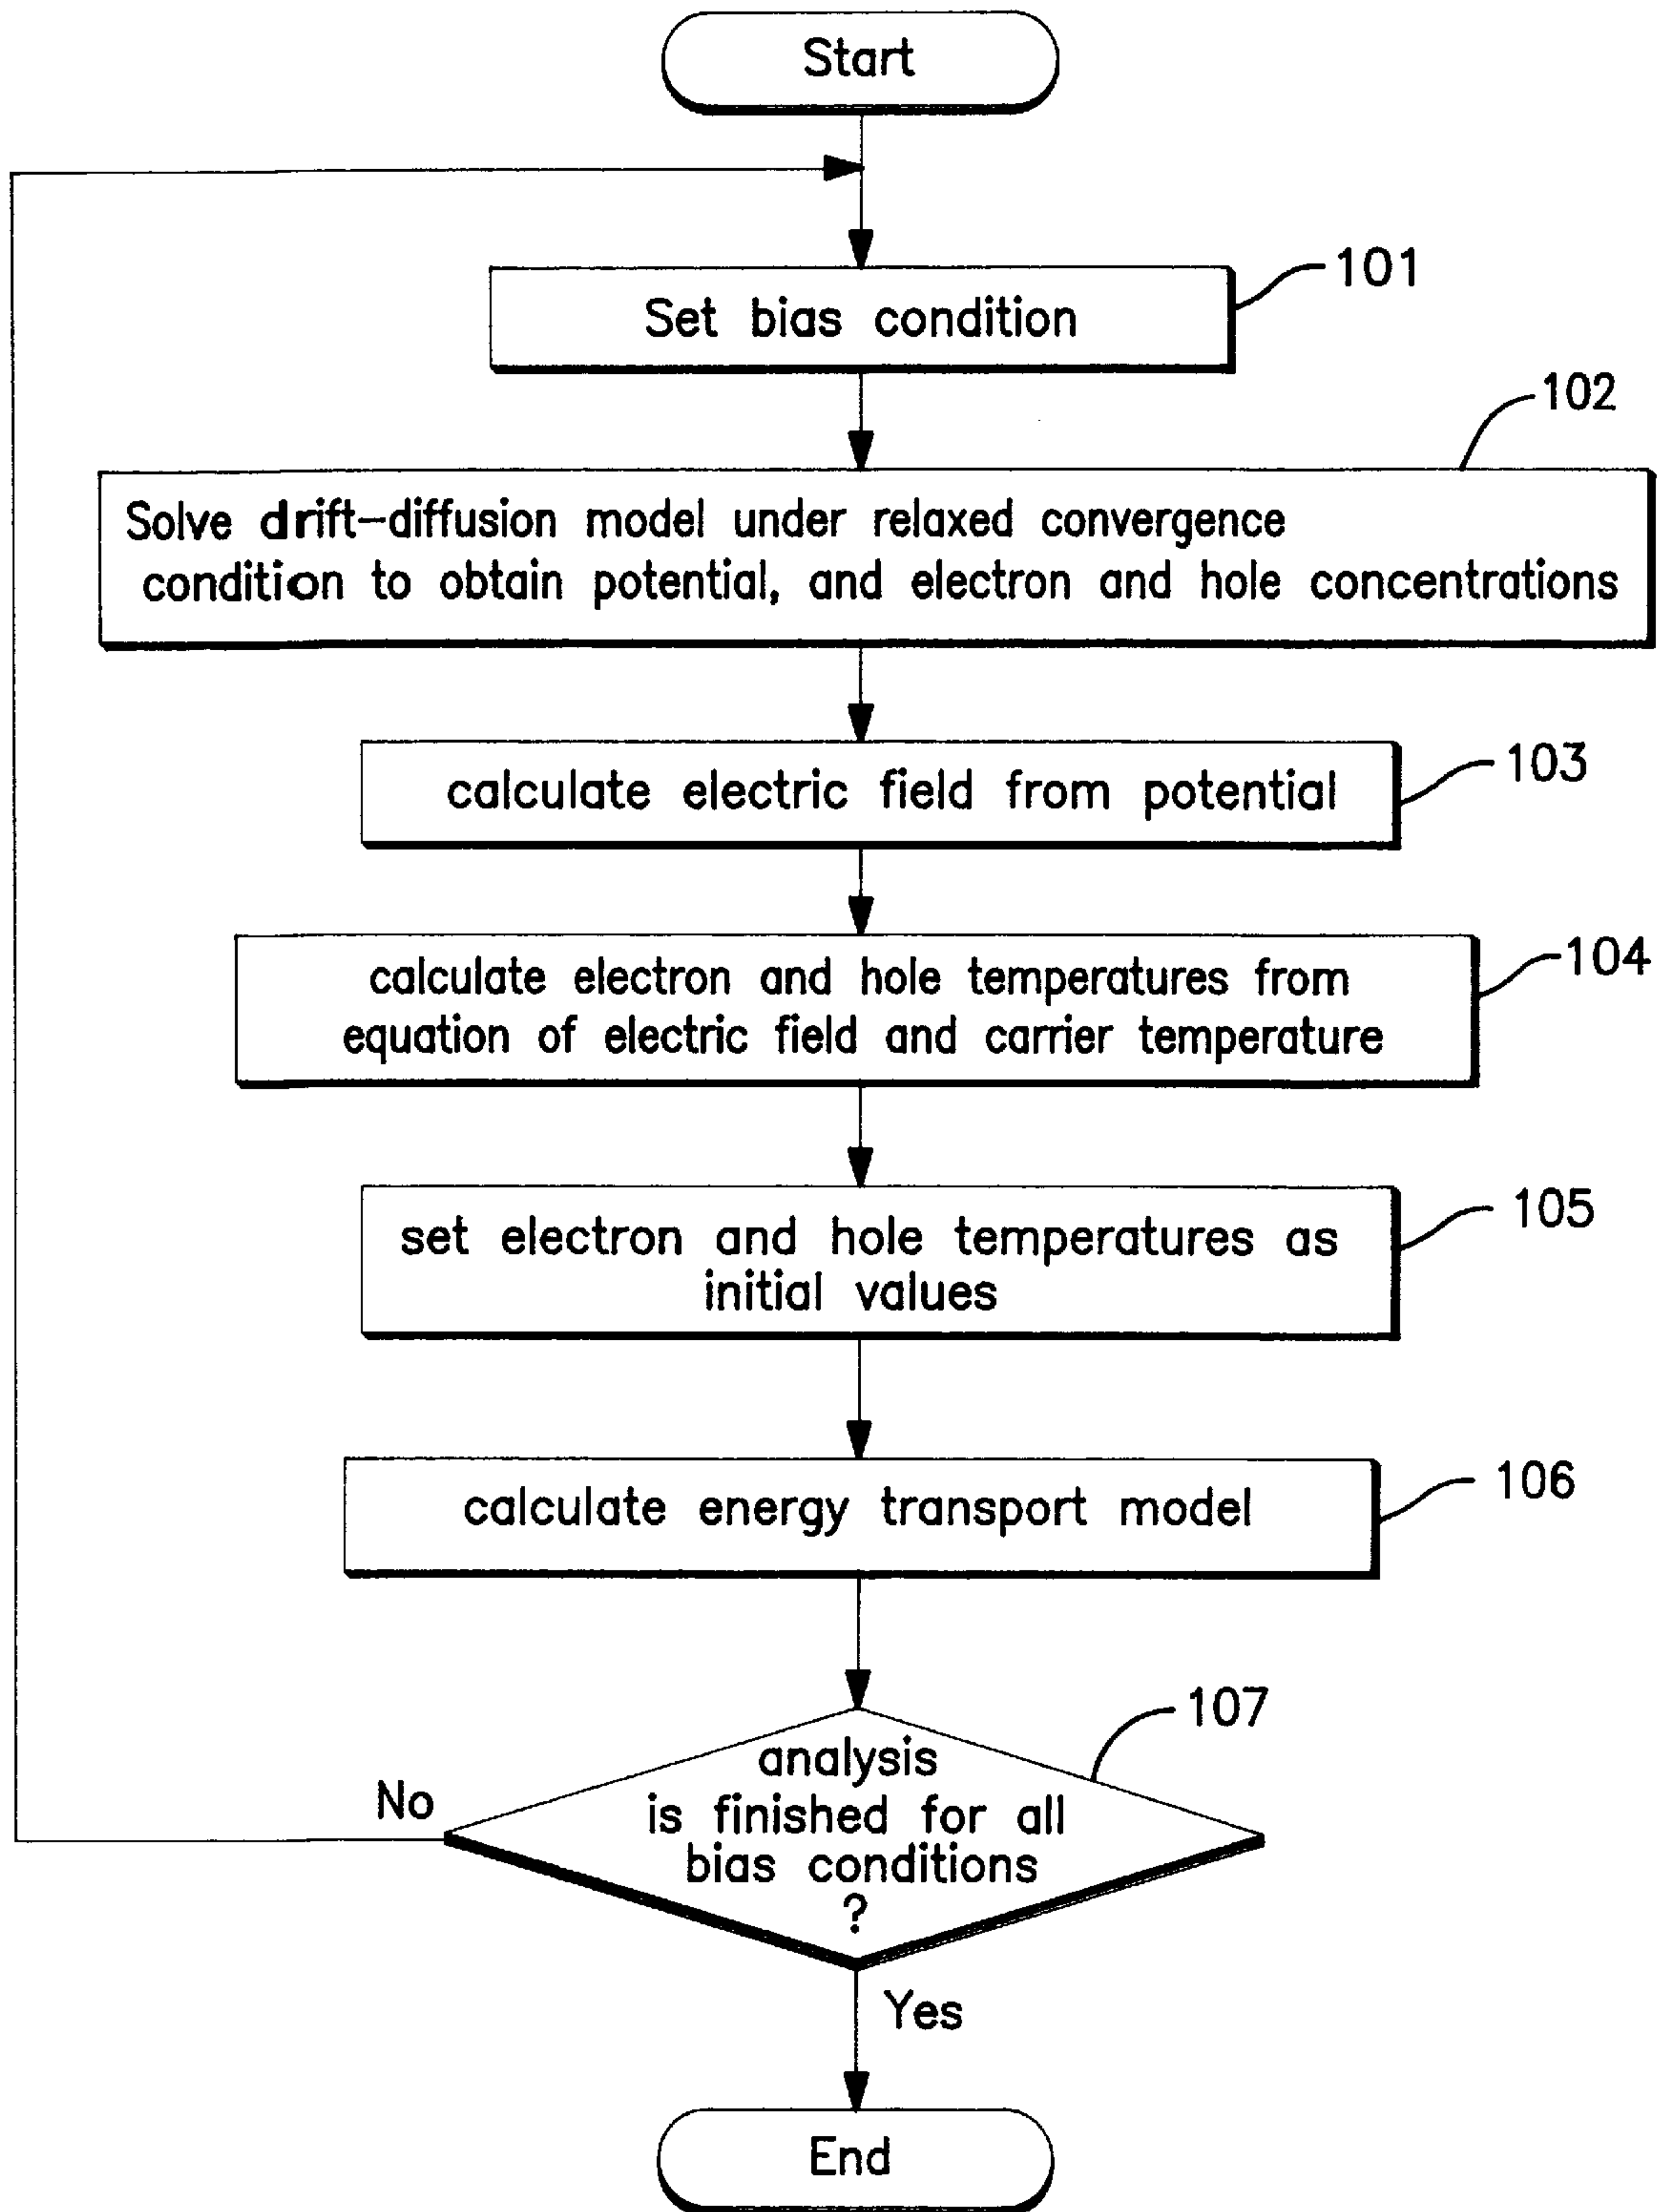 Start
101
Set bias condition
102
Solve drift-diffusion model under relaxed convergence
condition to obtain potential, and electron and hole concentrations
103
calculate electric field from potential
104
calculate electron and hole temperatures from
equation of electric field and carrier temperature
105
set electron and hole temperatures as
initial values
106
calculate energy transport model
107
analysis
is finished for all
bias conditions
?
No
Yes
End